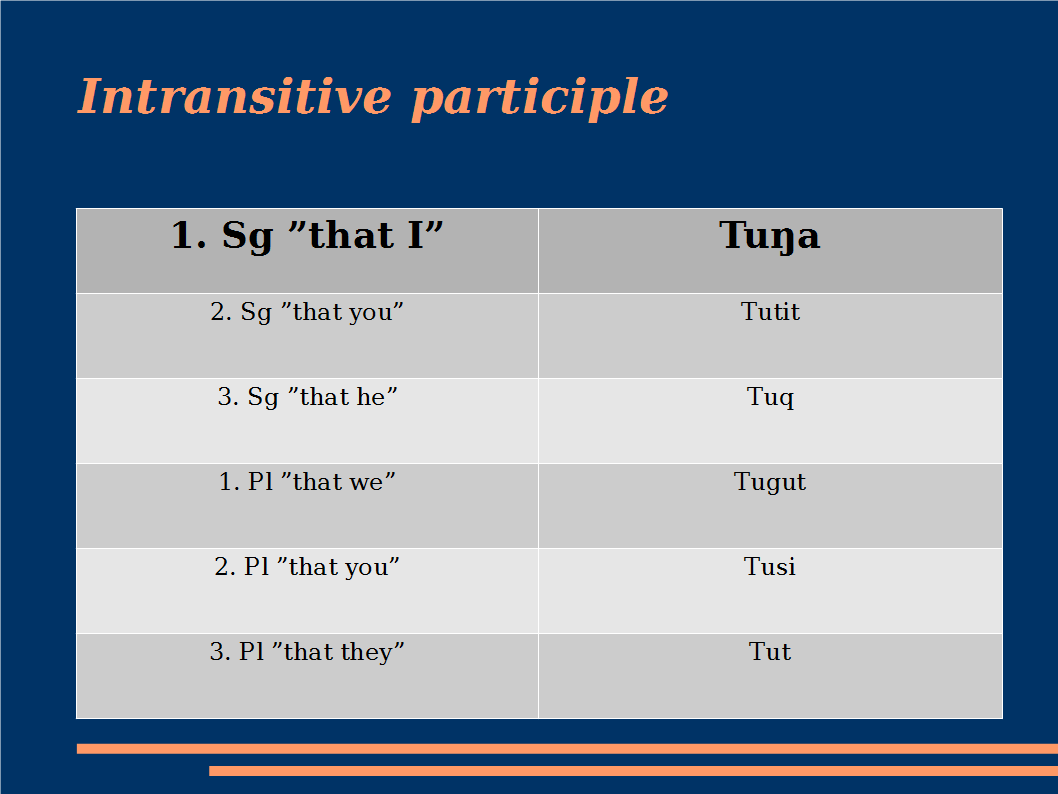 Intransitive participle
1. Sg ”that I” Tuŋa
2. Sg ”that you” Tutit
3. Sg ”that he” Tuq
1. Pl ”that we” Tugut
2. Pl ”that you” Tusi
3. Pl ”that they” Tut